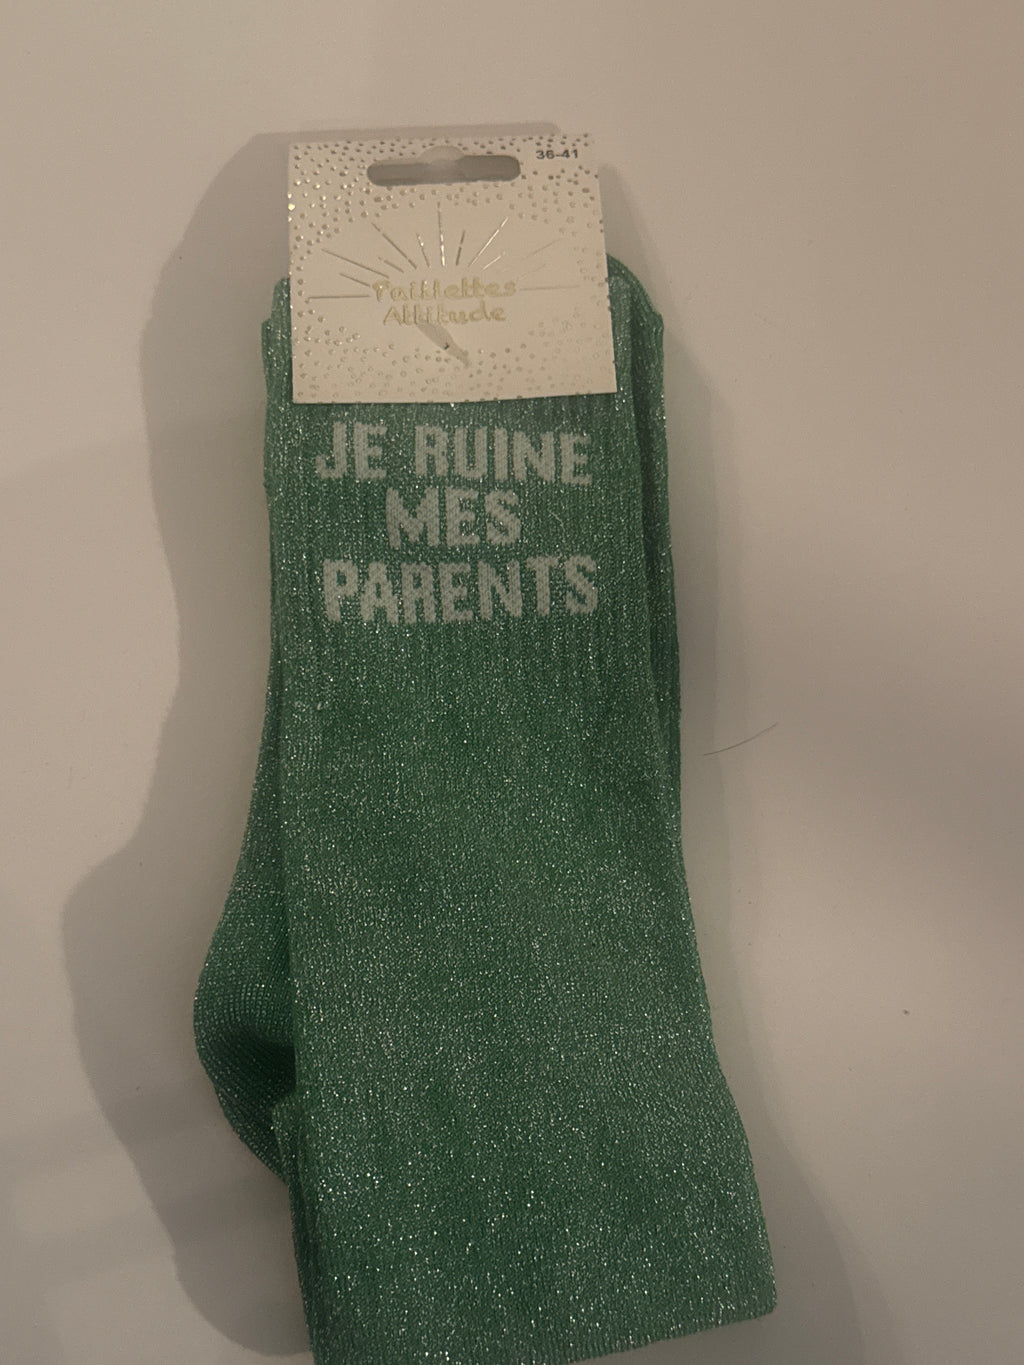 36-41
Paillettes
Attitude
JE RUINE
MES
PARENTS